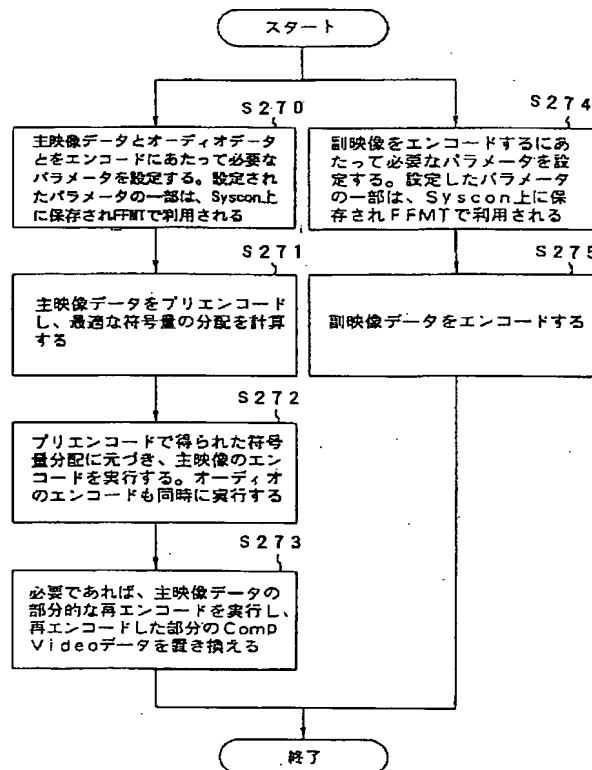 スタート
S270
主映像データとオーディオデータ
とをエンコードにあたって必要な
パラメータを設定する。設定され
たパラメータの一部は、Syscon上
に保存されFFMTで利用される
S271
主映像データをプリエンコード
し、最適な符号量の分配を計算
する
S272
プリエンコードで得られた符号
量分配に元づき、主映像のエン
コードを実行する。オーディオ
のエンコードも同時に実行する
S273
必要であれば、主映像データの
部分的な再エンコードを実行し、
再エンコードした部分のComp
Videoデータを置き換える
S274
副映像をエンコードするにあ
たって必要なパラメータを設
定する。設定したパラメータ
の一部は、Syscon上に保
存されFFMTで利用される
S275
副映像データをエンコードする
終了